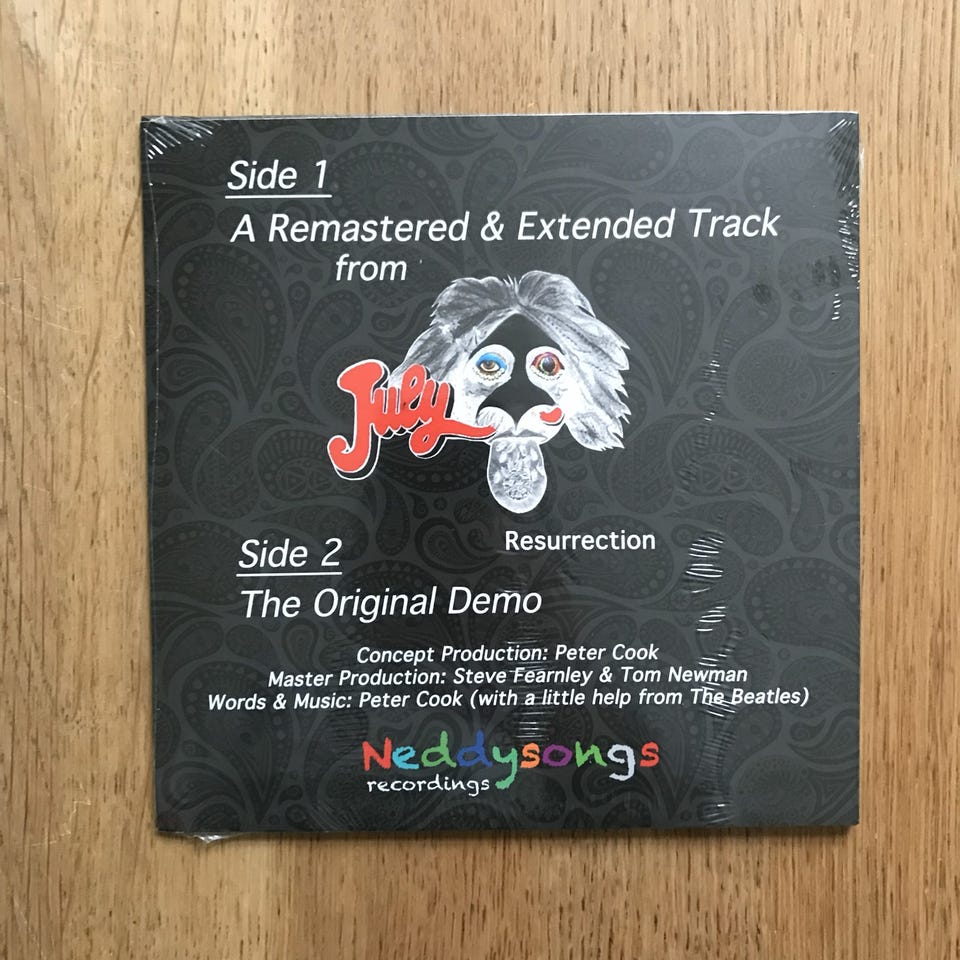 Side 1
A Remastered & Extended Track
from
July
Resurrection
Side 2
The Original Demo
Concept Production: Peter Cook
Master Production: Steve Fearnley & Tom Newman
Words & Music: Peter Cook (with a little help from The Beatles)
Neddysongs
recordings